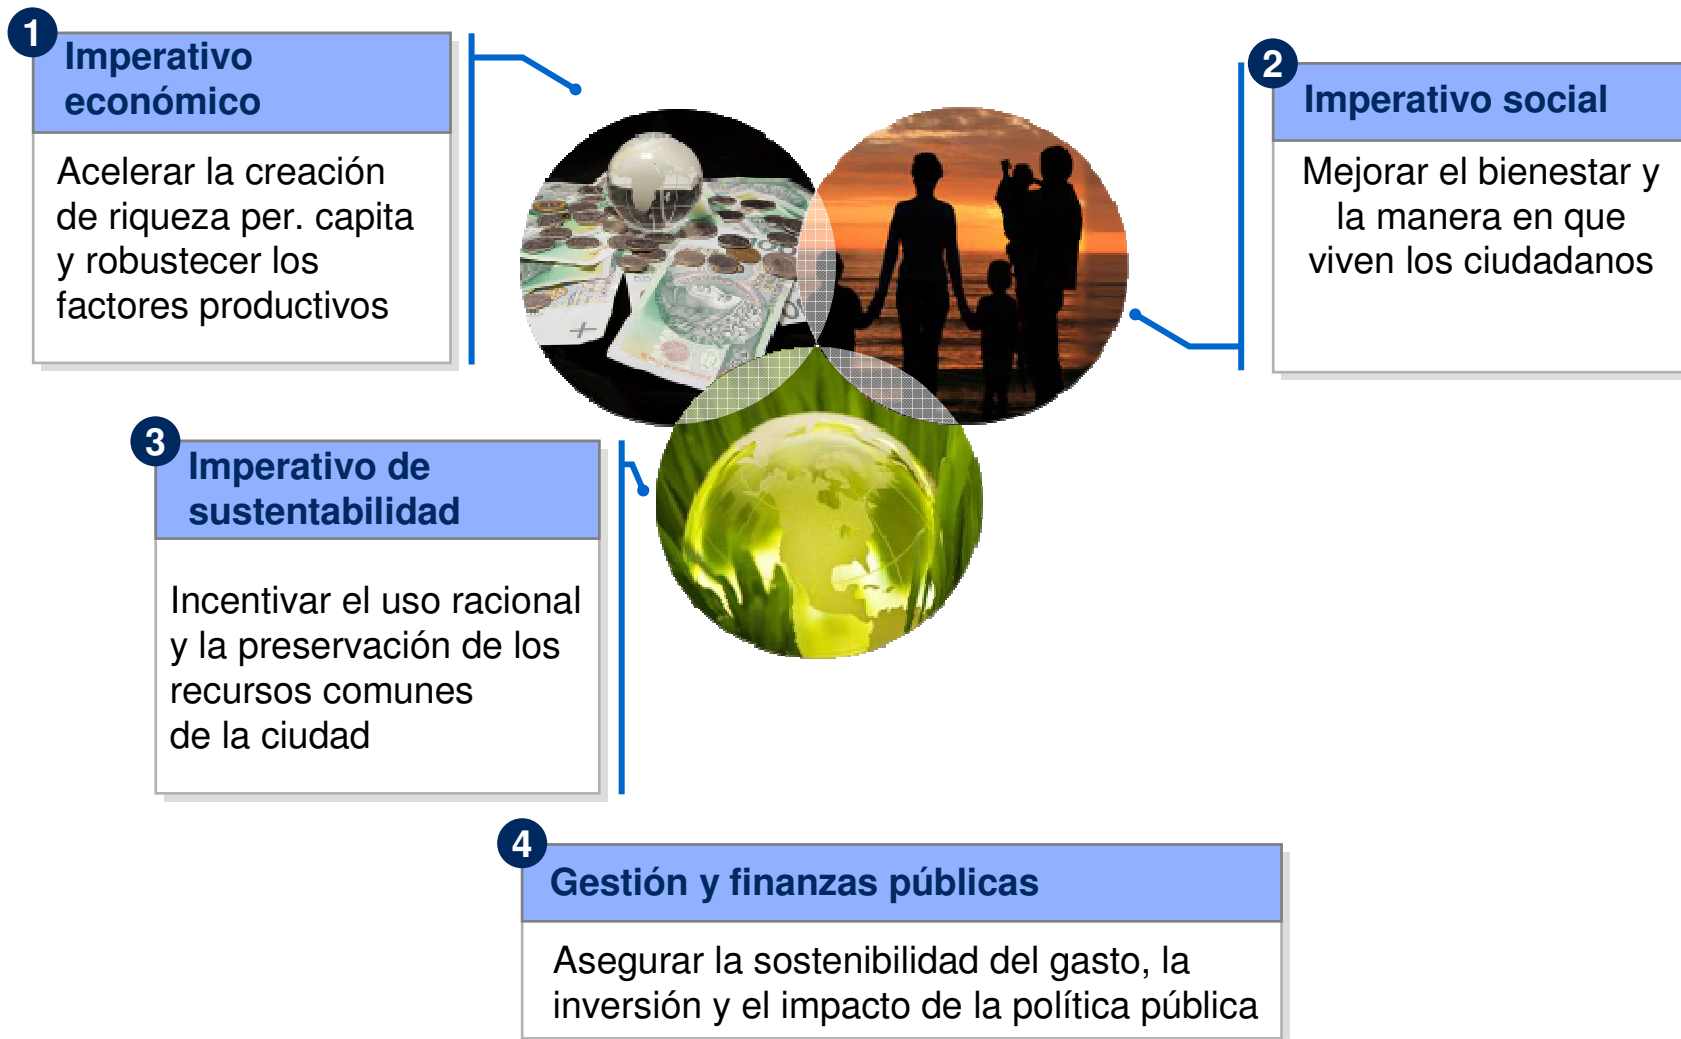 1
Imperativo
económico
Acelerar la creación
de riqueza per. capita
y robustecer los
factores productivos
2
Imperativo social
Mejorar el bienestar y
la manera en que
viven los ciudadanos
3
Imperativo de
sustentabilidad
Incentivar el uso racional
y la preservación de los
recursos comunes
de la ciudad
4
Gestión y finanzas públicas
Asegurar la sostenibilidad del gasto, la
inversión y el impacto de la política pública